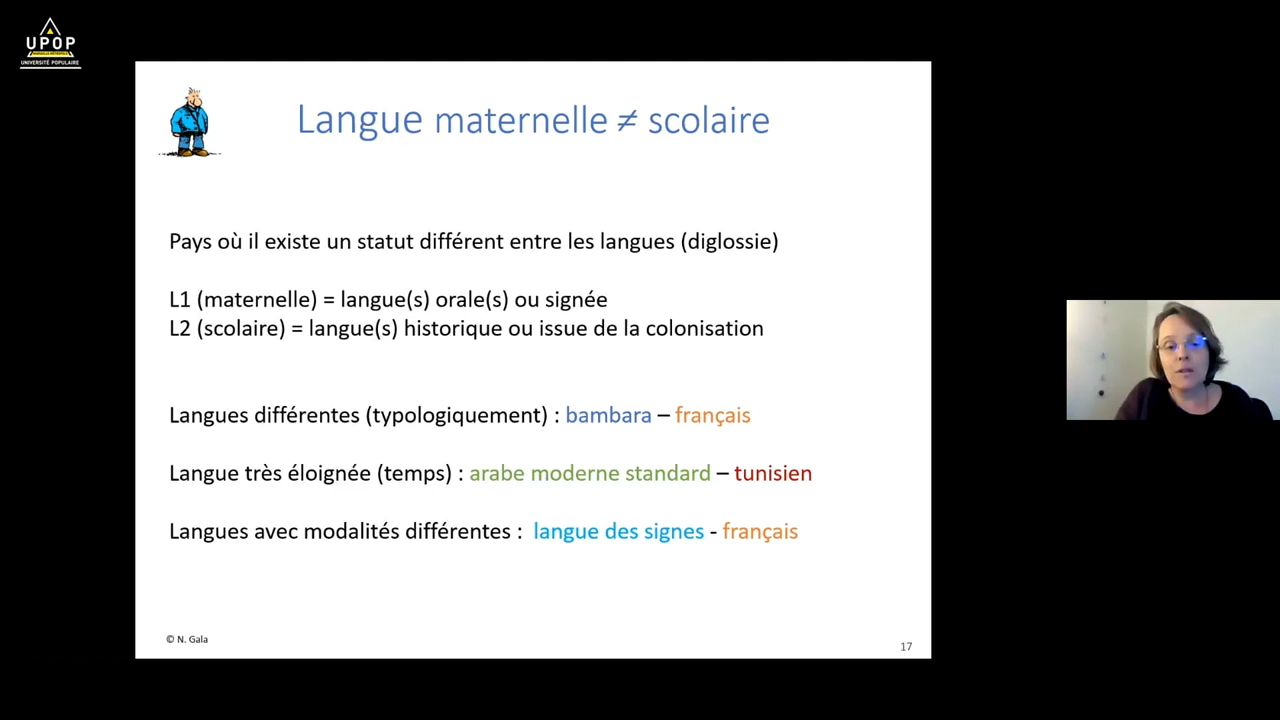 UPOP
UNIVERSITÉ POPULAIRE
Langue maternelle ≠ scolaire
Pays où il existe un statut différent entre les langues (diglossie)
L1 (maternelle) = langue(s) orale(s) ou signée
L2 (scolaire) = langue(s) historique ou issue de la colonisation
Langues différentes (typologiquement) : bambara – français
Langue très éloignée (temps) : arabe moderne standard – tunisien
Langues avec modalités différentes : langue des signes - français
© N. Gala
17